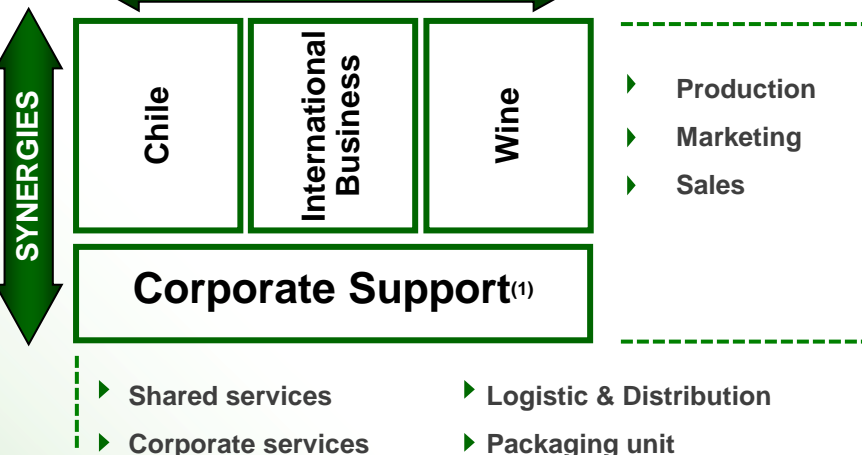 SYNERGIES
Chile
International
Business
Wine
Production
Marketing
Sales
Corporate Support(1)
Shared services
Logistic & Distribution
Corporate services
Packaging unit